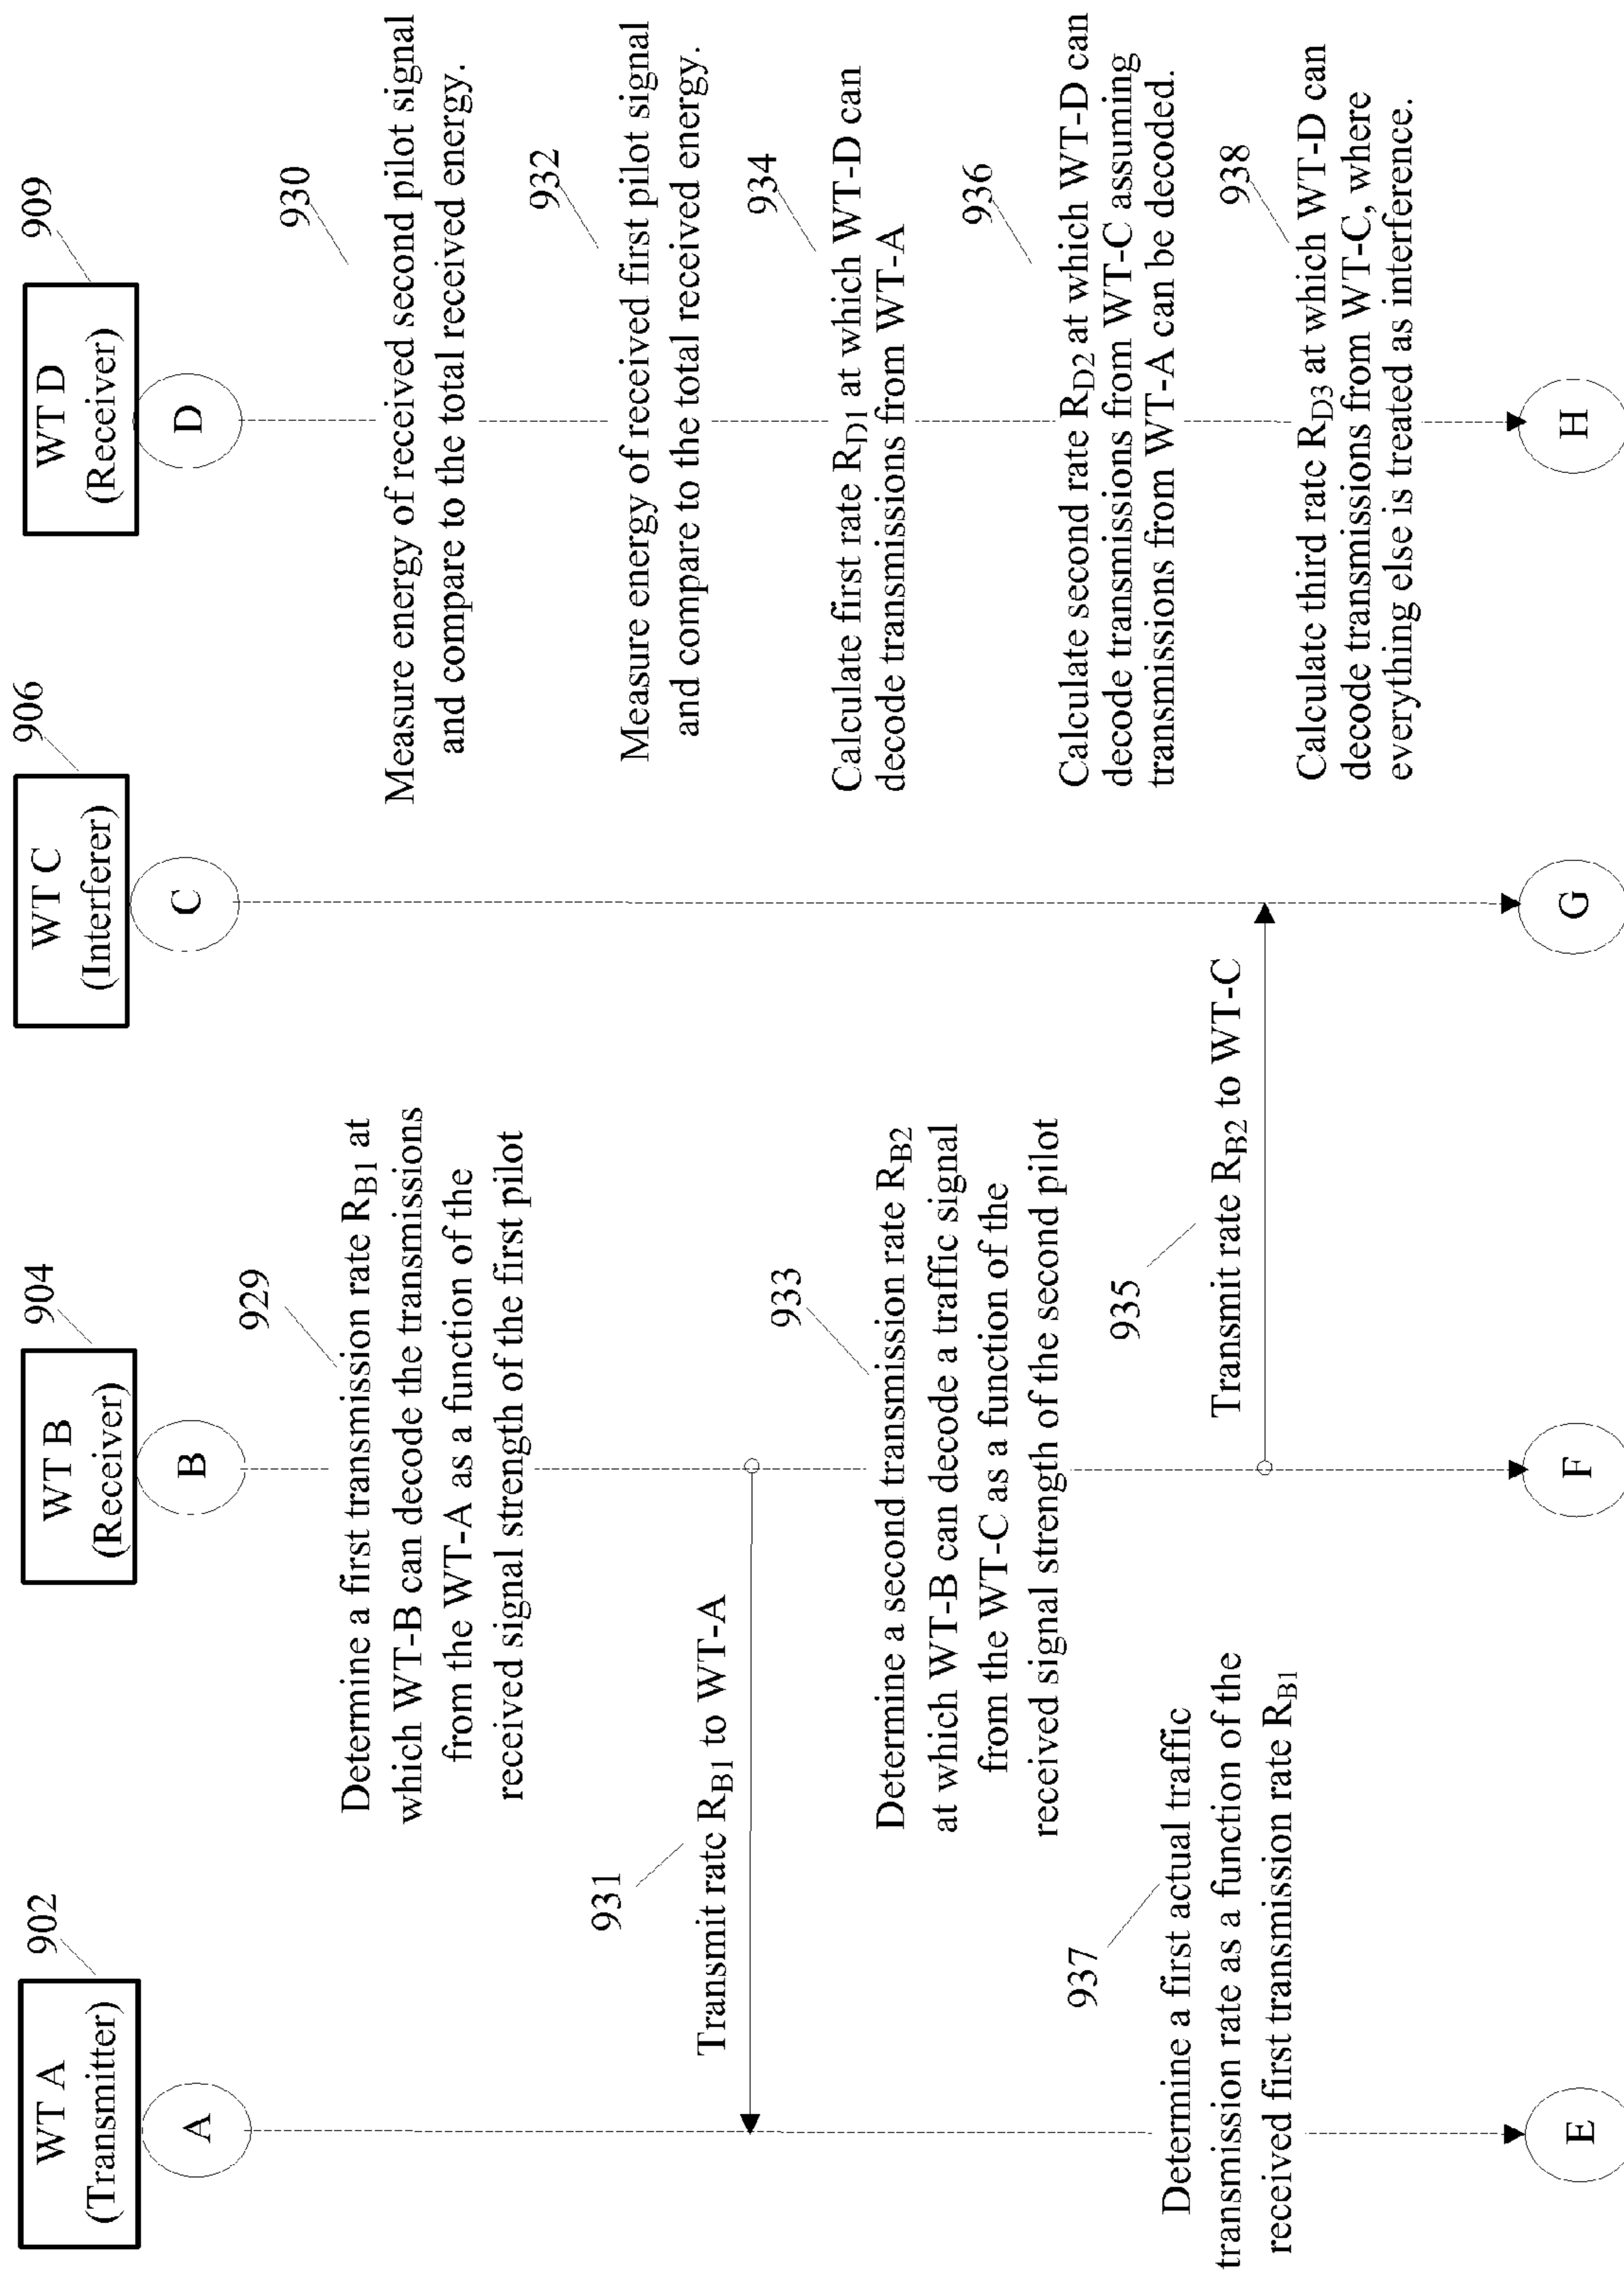 WT A
(Transmitter)
902
A
WT B
(Receiver)
904
B
WT C
(Interferer)
906
C
WT D
(Receiver)
909
D
929
Determine a first transmission rate RB1 at
which WT-B can decode the transmissions
from the WT-A as a function of the
received signal strength of the first pilot
930
Measure energy of received second pilot signal
and compare to the total received energy.
931
Transmit rate RB1 to WT-A
932
Measure energy of received first pilot signal
and compare to the total received energy.
933
Determine a second transmission rate RB2
at which WT-B can decode a traffic signal
from the WT-C as a function of the
received signal strength of the second pilot
934
Calculate first rate RD1 at which WT-D can
decode transmissions from WT-A
935
Transmit rate RB2 to WT-C
936
Calculate second rate RD2 at which WT-D can
decode transmissions from WT-C assuming
transmissions from WT-A can be decoded.
937
Determine a first actual traffic
transmission rate as a function of the
received first transmission rate RB1
938
Calculate third rate RD3 at which WT-D can
decode transmissions from WT-C, where
everything else is treated as interference.
E
F
G
H